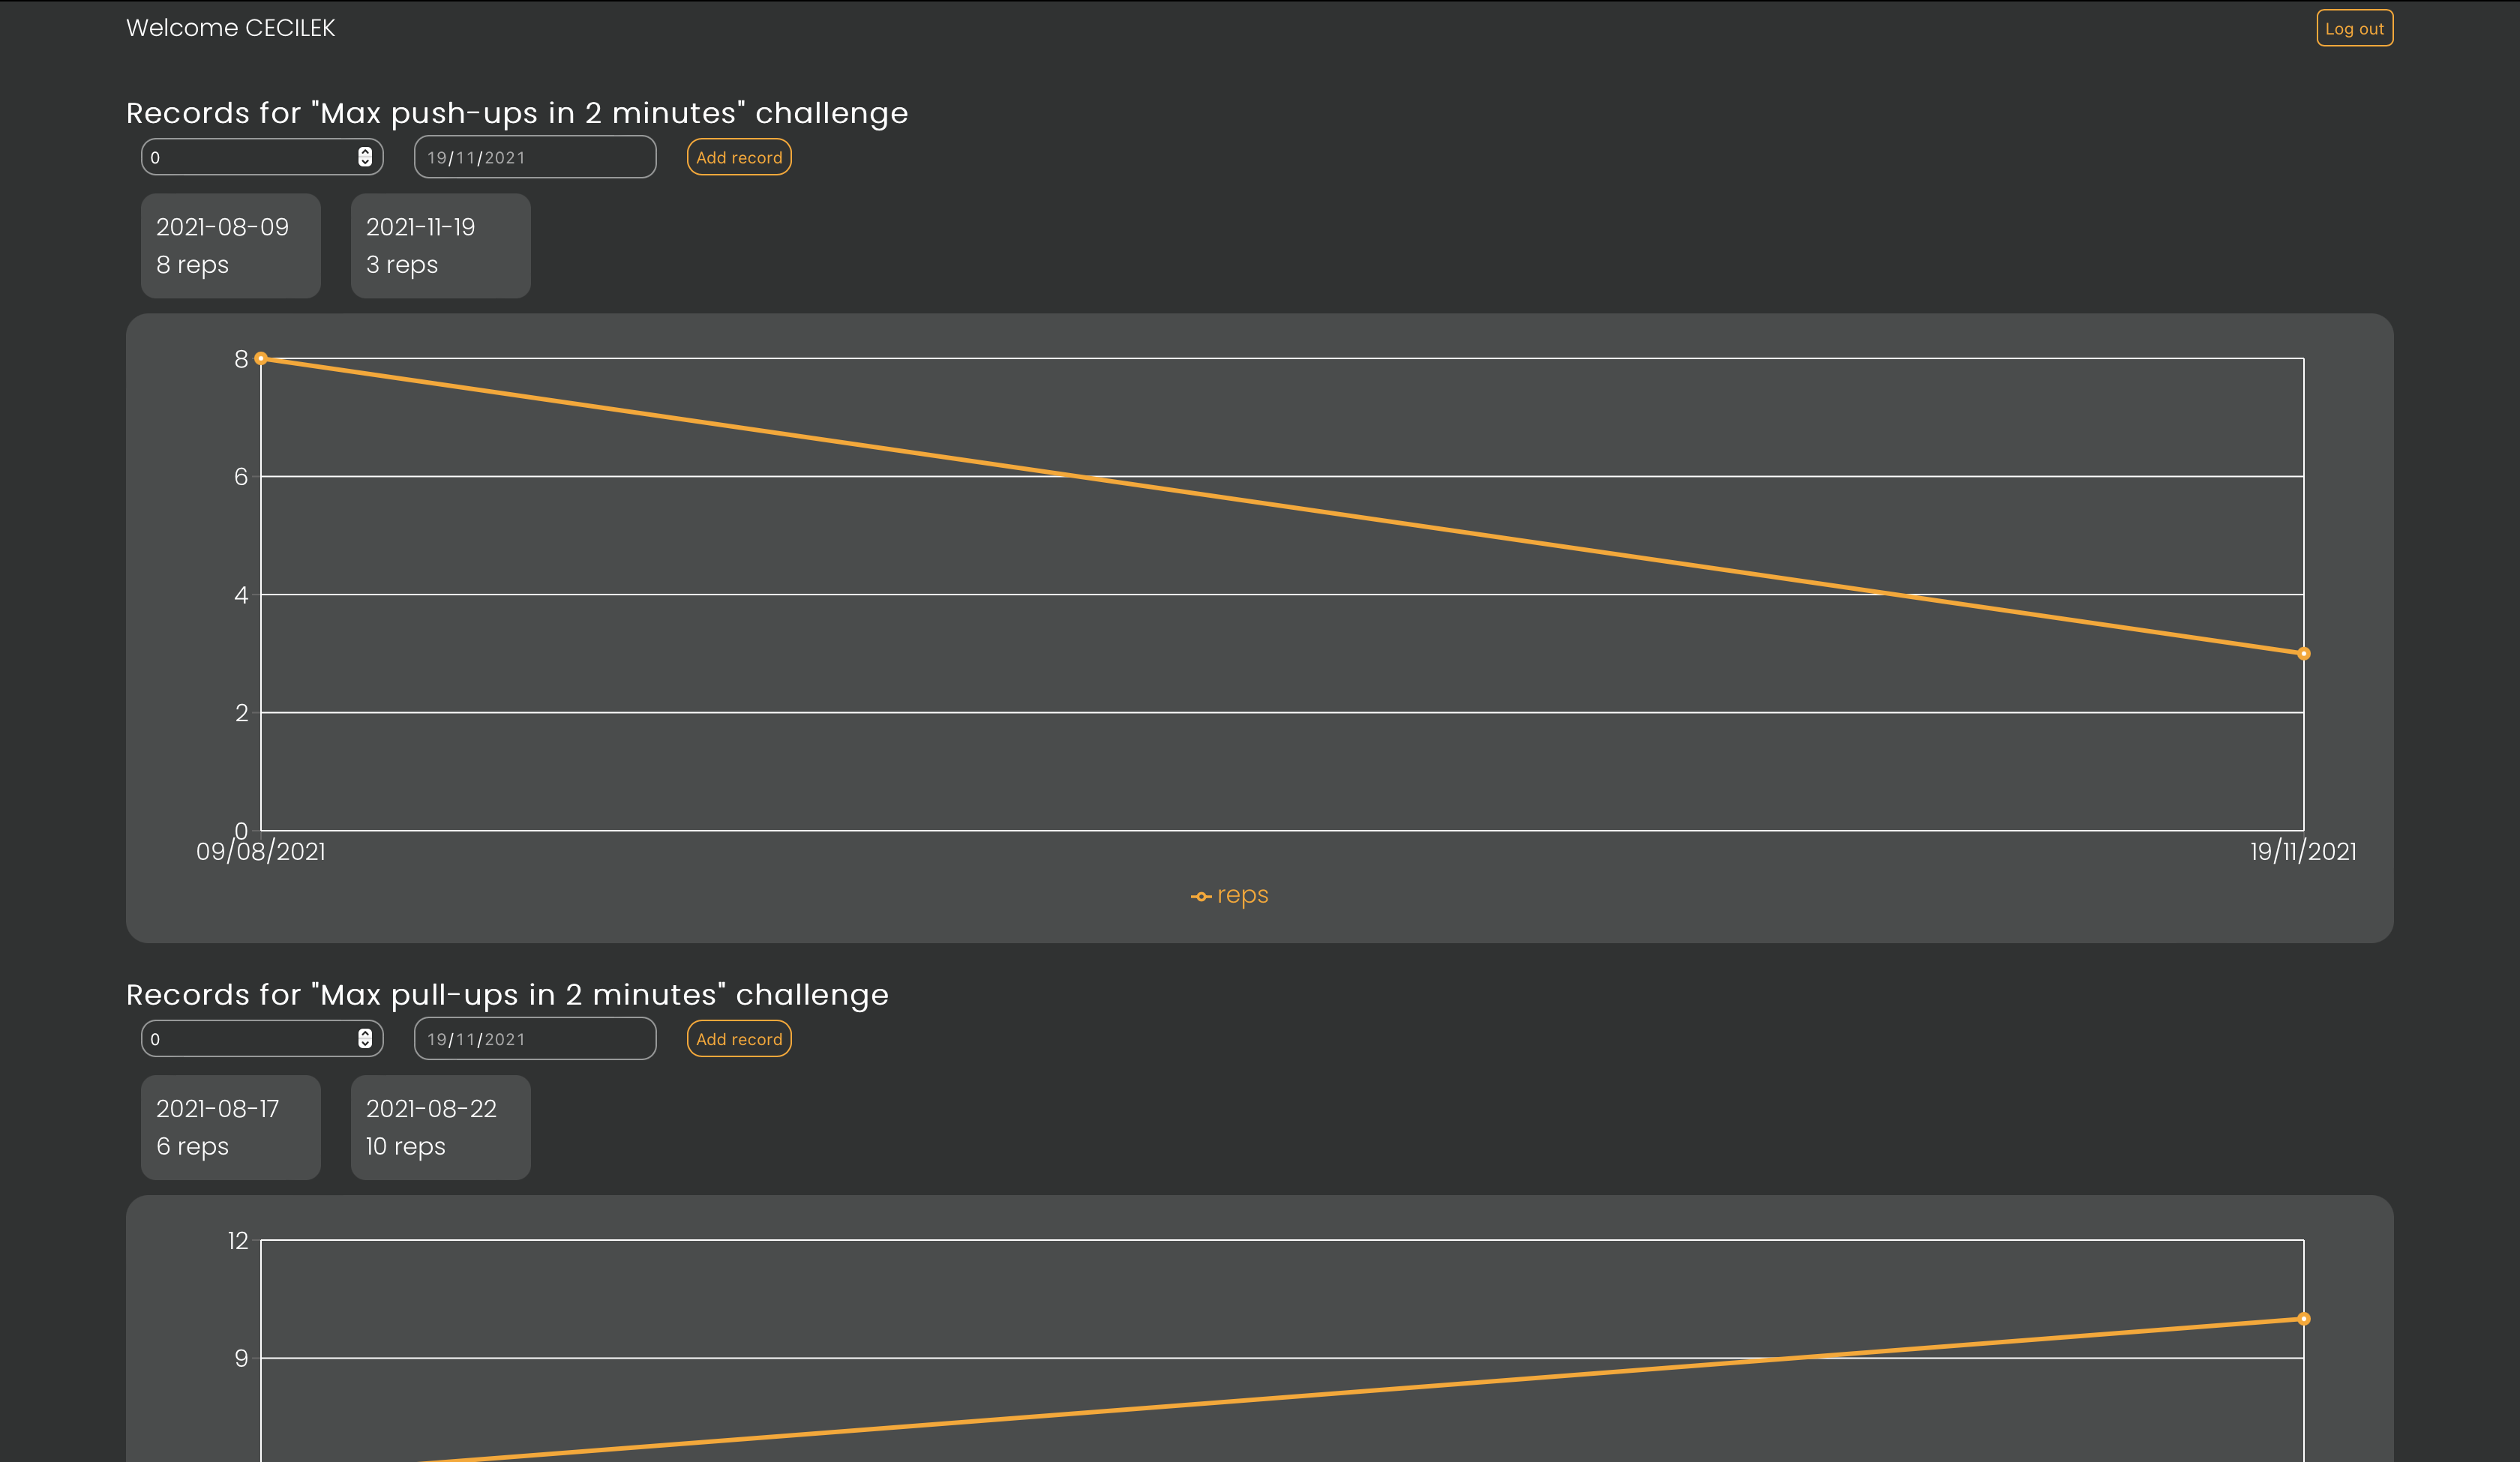 Welcome CECILEK
Log out
Records for "Max push-ups in 2 minutes" challenge
0
19/11/2021
Add record
2021-08-09
8 reps
2021-11-19
3 reps
8
6
4
2
0
09/08/2021
19/11/2021
reps
Records for "Max pull-ups in 2 minutes" challenge
0
19/11/2021
Add record
2021-08-17
6 reps
2021-08-22
10 reps
12
9